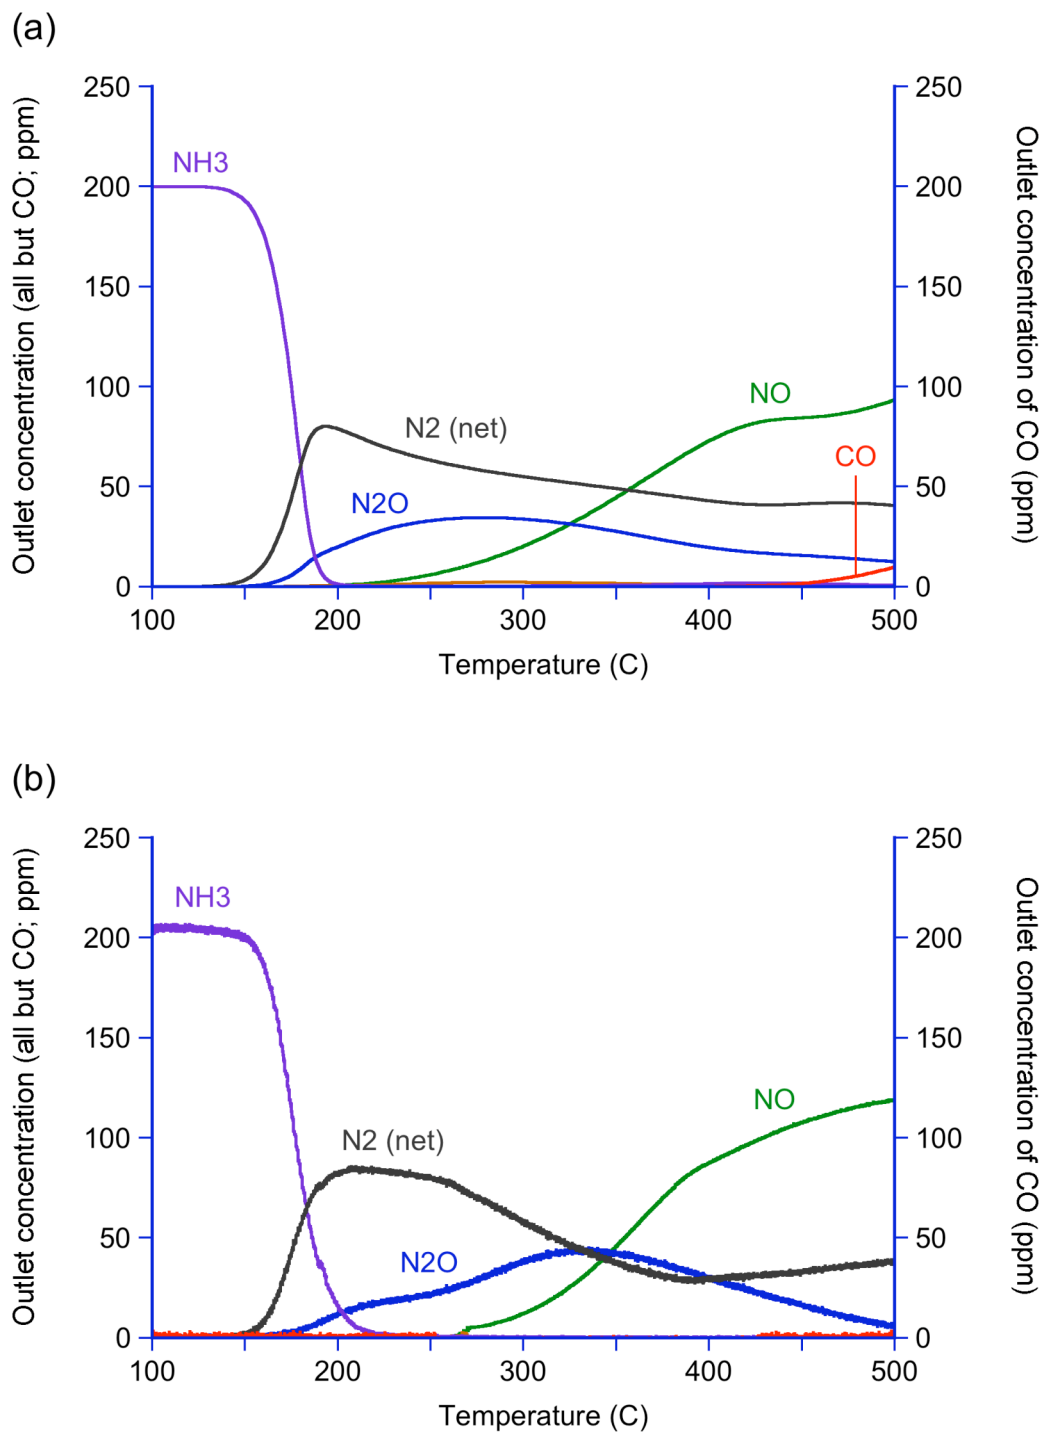 (a)
Outlet concentration (all but CO; ppm)
250
200
150
100
50
0
NH3
N2 (net)
N2O
NO
CO
250
200
150
100
50
0
Outlet concentration of CO (ppm)
100
200
300
400
500
Temperature (C)
(b)
Outlet concentration (all but CO; ppm)
250
200
150
100
50
0
NH3
N2 (net)
N2O
NO
250
200
150
100
50
0
Outlet concentration of CO (ppm)
100
200
300
400
500
Temperature (C)